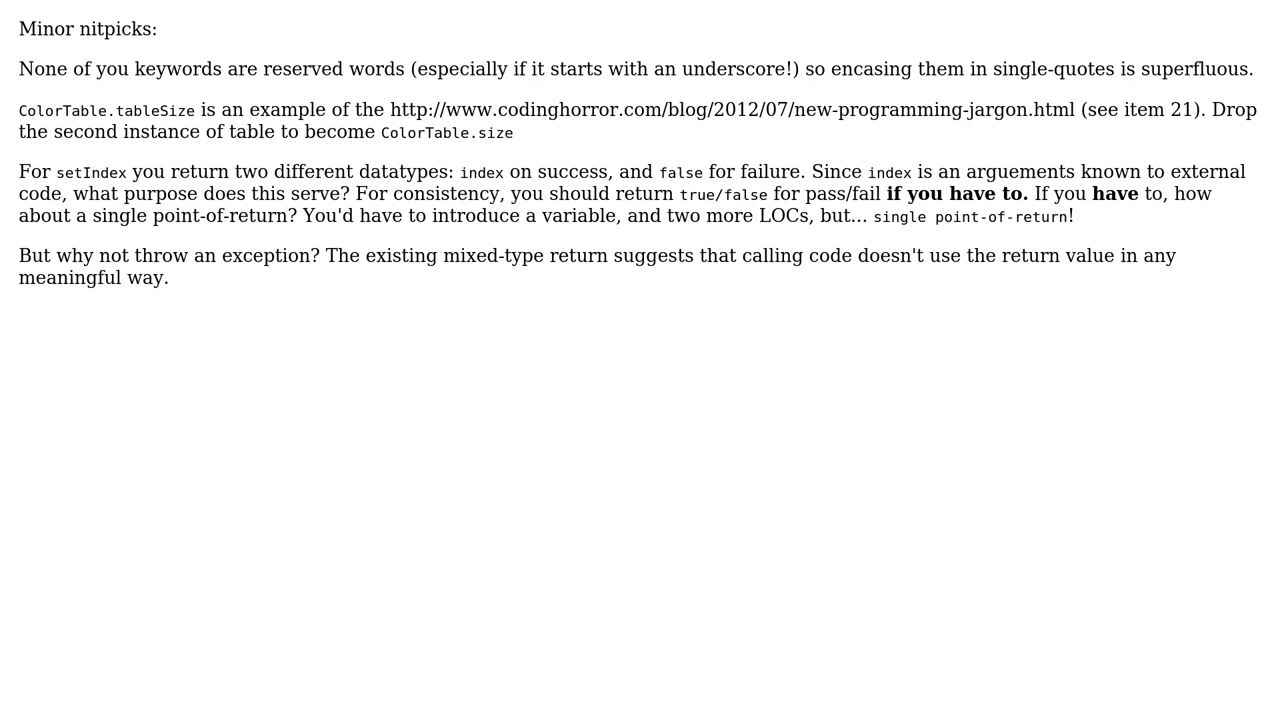 Minor nitpicks:
None of you keywords are reserved words (especially if it starts with an underscore!) so encasing them in single-quotes is superfluous.
ColorTable.tableSize is an example of the http://www.codinghorror.com/blog/2012/07/new-programming-jargon.html (see item 21). Drop
the second instance of table to become ColorTable.size
For setIndex you return two different datatypes: index on success, and false for failure. Since index is an arguements known to external
code, what purpose does this serve? For consistency, you should return true/false for pass/fail if you have to. If you have to, how
about a single point-of-return? You'd have to introduce a variable, and two more LOCs, but... single point-of-return!
But why not throw an exception? The existing mixed-type return suggests that calling code doesn't use the return value in any
meaningful way.